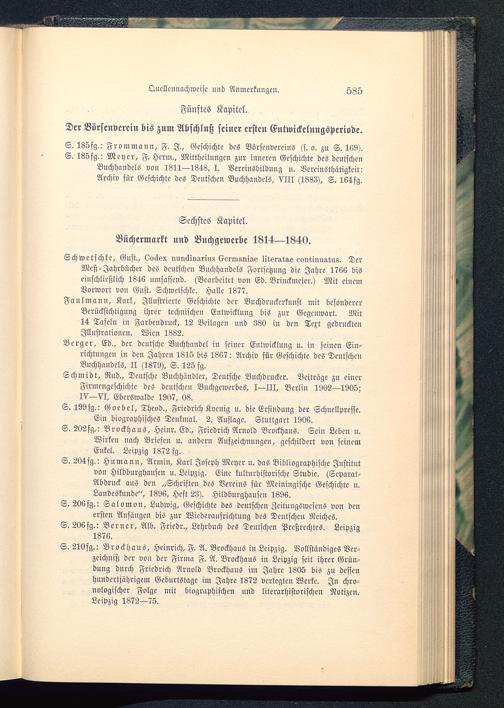 Quellennachweise und Anmerkungen. 585
Fünftes Kapitel.
Der Börsenverein bis zum Abschluß seiner ersten Entwickelungsperiode.
S. 185fg.: Frommann, F. J., Geschichte des Börsenvereins (s. o. zu S. 169).
S. 185fg.: Meyer, F. Herm., Mittheilungen zur inneren Geschichte des deutschen
Buchhandels von 1811—1848, I. Vereinsbildung u. Vereinsthätigkeit:
Archiv für Geschichte des Deutschen Buchhandels, VIII (1883), S. 164fg.
Sechstes Kapitel.
Büchermarkt und Buchgewerbe 1814—1840.
Schwetschke, Gust., Codex nundinarius Germaniae literatae continuatus. Der
Meß-Jahrbücher des deutschen Buchhandels Fortsetzung die Jahre 1766 bis
einschließlich 1846 umfassend. (Bearbeitet von Ed. Brinckmeier.) Mit einem
Vorwort von Gust. Schwetschke. Halle 1877.
Faulmann, Karl, Illustrierte Geschichte der Buchdruckerkunst mit besonderer
Berücksichtigung ihrer technischen Entwicklung bis zur Gegenwart. Mit
14 Tafeln in Farbendruck, 12 Beilagen und 380 in den Text gedruckten
Illustrationen. Wien 1882.
Berger, Ed., der deutsche Buchhandel in seiner Entwicklung u. in seinen Ein-
richtungen in den Jahren 1815 bis 1867: Archiv für Geschichte des Deutschen
Buchhandels, II (1879), S. 125fg.
Schmidt, Rud., Deutsche Buchhändler, Deutsche Buchdrucker. Beiträge zu einer
Firmengeschichte des deutschen Buchgewerbes, I—III, Berlin 1902—1905;
IV—VI, Eberswalde 1907, 08.
S. 199fg.: Goebel, Theod., Friedrich Koenig u. die Erfindung der Schnellpresse.
Ein biographisches Denkmal. 2. Auflage. Stuttgart 1906.
S. 202fg.: Brockhaus, Heinr. Ed., Friedrich Arnold Brockhaus. Sein Leben u.
Wirken nach Briefen u. andern Aufzeichnungen, geschildert von seinem
Enkel. Leipzig 1872fg.
S. 204fg.: Humann, Armin, Karl Joseph Meyer u. das Bibliographische Institut
von Hildburghausen u. Leipzig. Eine kulturhistorische Studie. (Separat-
Abdruck aus den „Schriften des Vereins für Meiningische Geschichte u.
Landeskunde“, 1896, Heft 23). Hildburghausen 1896.
S. 206fg.: Salomon, Ludwig, Geschichte des deutschen Zeitungswesens von den
ersten Anfängen bis zur Wiederaufrichtung des Deutschen Reiches.
S. 206fg.: Berner, Alb. Friedr., Lehrbuch des Deutschen Preßrechtes. Leipzig
1876.
S. 210fg.: Brockhaus, Heinrich, F. A. Brockhaus in Leipzig. Vollständiges Ver-
zeichniß der von der Firma F. A. Brockhaus in Leipzig seit ihrer Grün-
dung durch Friedrich Arnold Brockhaus im Jahre 1805 bis zu dessen
hundertjährigem Geburtstage im Jahre 1872 verlegten Werke. In chro-
nologischer Folge mit biographischen und literarhistorischen Notizen.
Leipzig 1872—75.